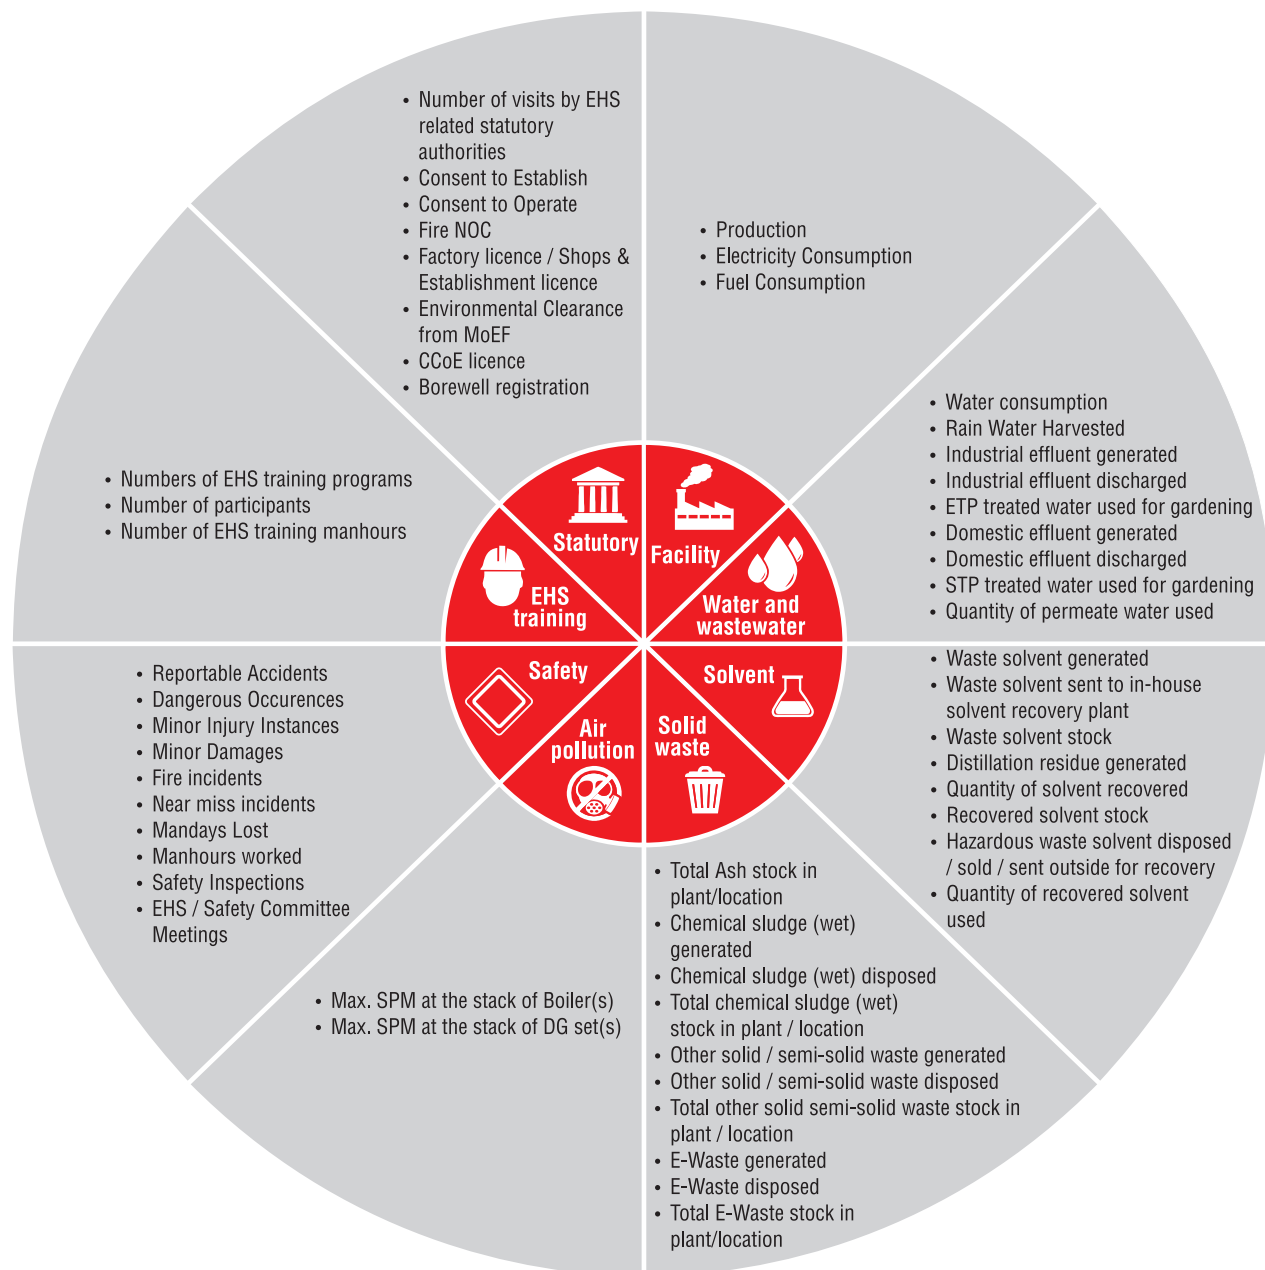 • Number of visits by EHS
related statutory
authorities
• Consent to Establish
• Consent to Operate
• Fire NOC
• Factory licence / Shops &
Establishment licence
• Environmental Clearance
from MoEF
• CCoE licence
• Borewell registration
• Production
• Electricity Consumption
• Fuel Consumption
• Water consumption
• Rain Water Harvested
• Industrial effluent generated
• Industrial effluent discharged
• ETP treated water used for gardening
• Domestic effluent generated
• Domestic effluent discharged
• STP treated water used for gardening
• Quantity of permeate water used
• Numbers of EHS training programs
• Number of participants
• Number of EHS training manhours
Statutory
Facility
EHS
training
Water and
wastewater
Safety
Solvent
Air
pollution
Solid
waste
• Waste solvent generated
• Waste solvent sent to in-house
solvent recovery plant
• Waste solvent stock
• Distillation residue generated
• Quantity of solvent recovered
• Recovered solvent stock
• Hazardous waste solvent disposed
/ sold / sent outside for recovery
• Quantity of recovered solvent
used
• Reportable Accidents
• Dangerous Occurences
• Minor Injury Instances
• Minor Damages
• Fire incidents
• Near miss incidents
• Mandays Lost
• Manhours worked
• Safety Inspections
• EHS / Safety Committee
Meetings
• Max. SPM at the stack of Boiler(s)
• Max. SPM at the stack of DG set(s)
• Total Ash stock in
plant/location
• Chemical sludge (wet)
generated
• Chemical sludge (wet) disposed
• Total chemical sludge (wet)
stock in plant / location
• Other solid / semi-solid waste generated
• Other solid / semi-solid waste disposed
• Total other solid semi-solid waste stock in
plant / location
• E-Waste generated
• E-Waste disposed
• Total E-Waste stock in
plant/location